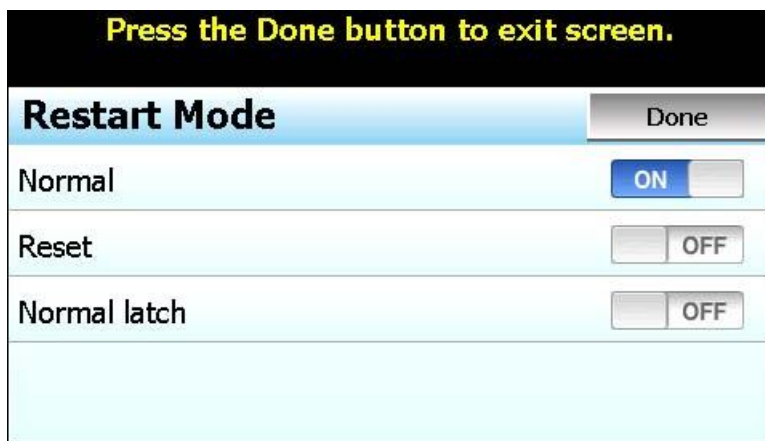 Press the Done button to exit screen.
Restart Mode Done
Normal ON
Reset OFF
Normal latch OFF